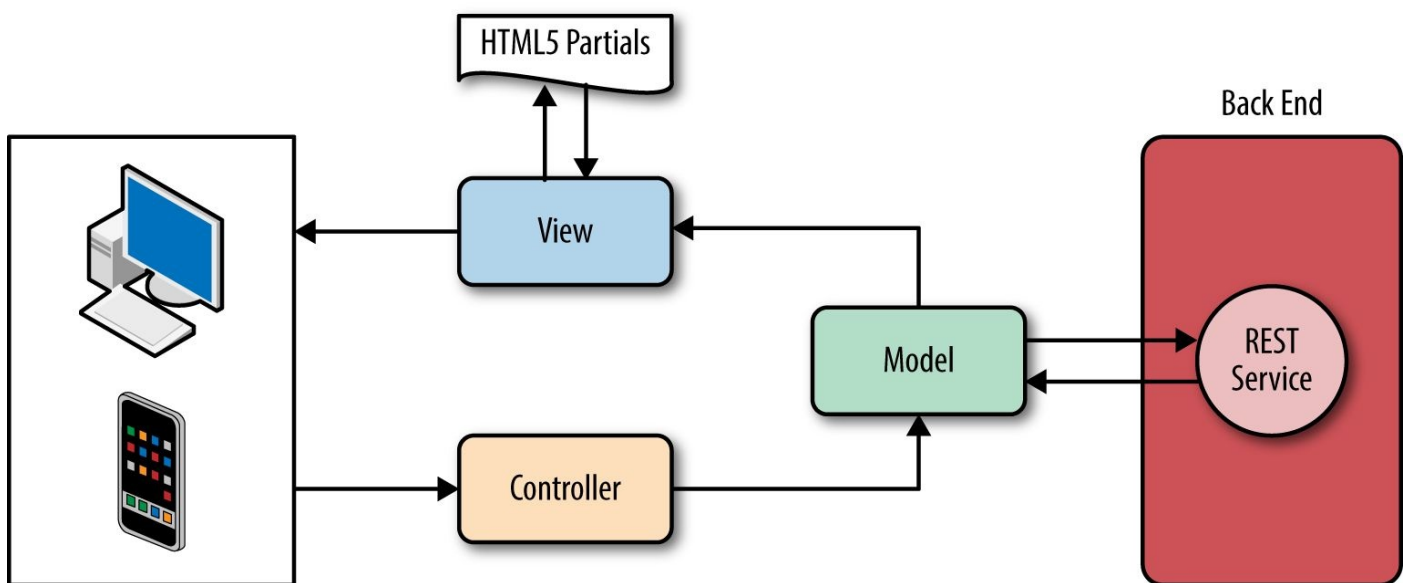 HTML5 Partials
Back End
View
Model
REST
Service
Controller